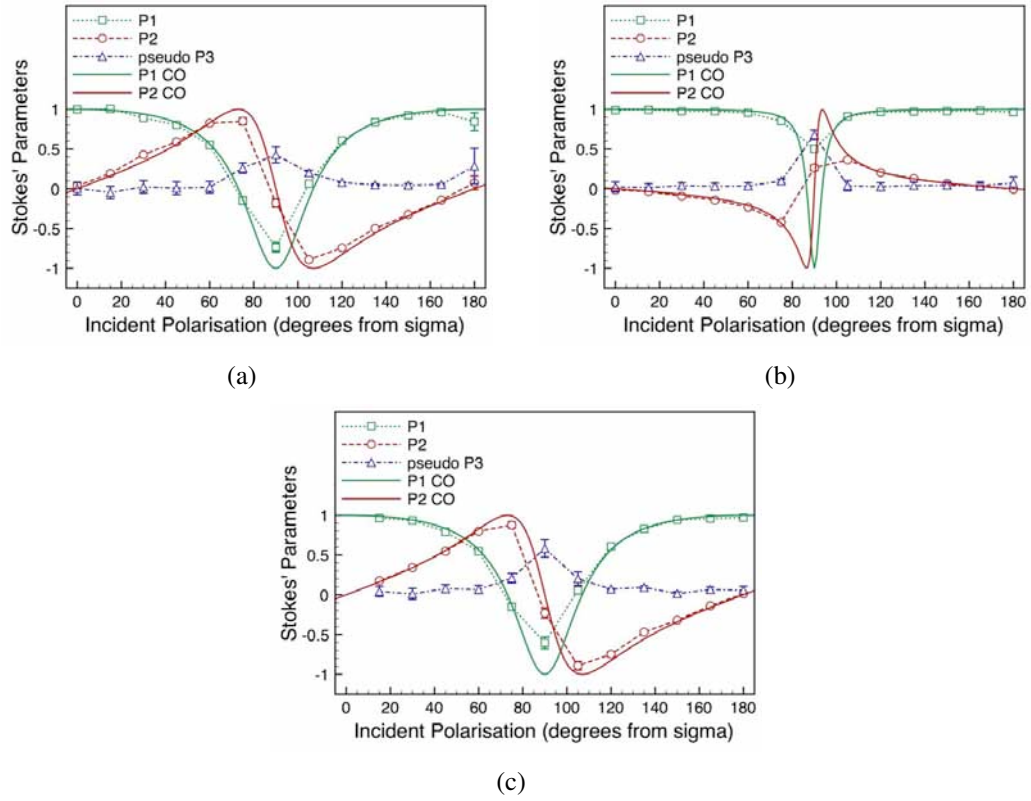 P1
P2
pseudo P3
P1 CO
P2 CO
Stokes' Parameters
1
0.5
0
-0.5
-1
0 20 40 60 80 100 120 140 160 180
Incident Polarisation (degrees from sigma)
(a)
P1
P2
pseudo P3
P1 CO
P2 CO
Stokes' Parameters
1
0.5
0
-0.5
-1
0 20 40 60 80 100 120 140 160 180
Incident Polarisation (degrees from sigma)
(b)
P1
P2
pseudo P3
P1 CO
P2 CO
Stokes' Parameters
1
0.5
0
-0.5
-1
0 20 40 60 80 100 120 140 160 180
Incident Polarisation (degrees from sigma)
(c)